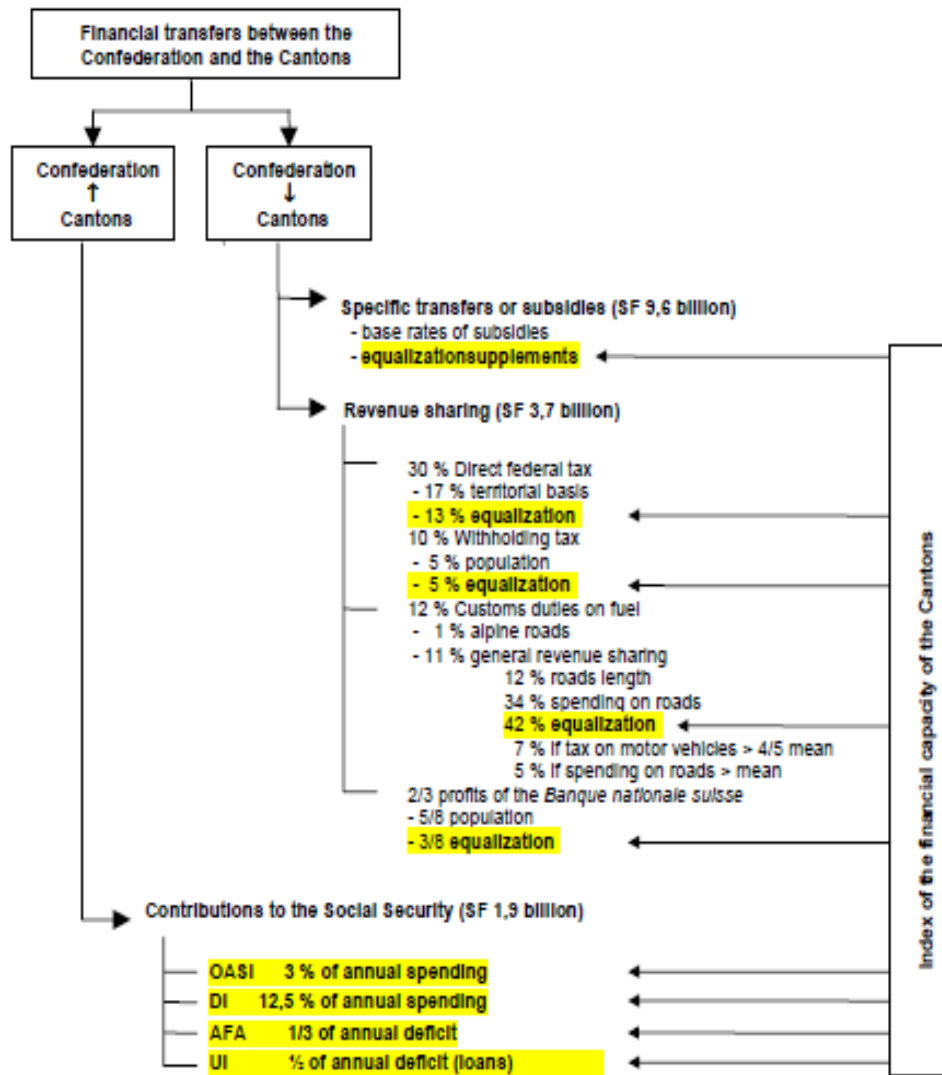 Financial transfers between the
Confederation and the Cantons
Confederation
↑
Cantons
Confederation
↓
Cantons
Specific transfers or subsidies (SF 9,6 billion)
- base rates of subsidies
- equalizationsupplements
Revenue sharing (SF 3,7 billion)
30 % Direct federal tax
- 17 % territorial basis
- 13 % equalization
10 % Withholding tax
- 5 % population
- 5 % equalization
12 % Customs duties on fuel
- 1 % alpine roads
- 11 % general revenue sharing
12 % roads length
34 % spending on roads
42 % equalization
7 % if tax on motor vehicles > 4/5 mean
5 % if spending on roads > mean
2/3 profits of the Banque nationale suisse
- 5/8 population
- 3/8 equalization
Contributions to the Social Security (SF 1,9 billion)
OASI 3 % of annual spending
DI 12,5 % of annual spending
AFA 1/3 of annual deficit
UI ½ of annual deficit (loans)
Index of the financial capacity of the Cantons